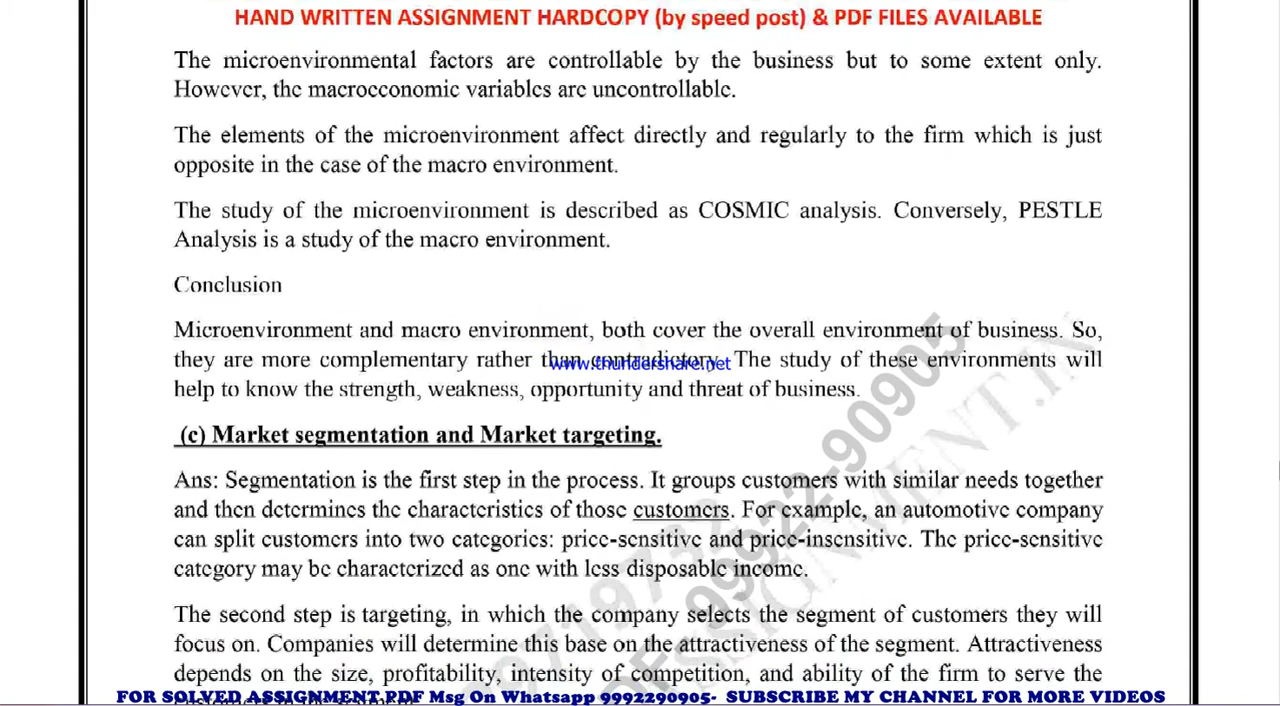 HAND WRITTEN ASSIGNMENT HARDCOPY (by speed post) & PDF FILES AVAILABLE
The microenvironmental factors are controllable by the business but to some extent only.
However, the macroeconomic variables are uncontrollable.
The elements of the microenvironment affect directly and regularly to the firm which is just
opposite in the case of the macro environment.
The study of the microenvironment is described as COSMIC analysis. Conversely, PESTLE
Analysis is a study of the macro environment.
Conclusion
Microenvironment and macro environment, both cover the overall environment of business. So,
they are more complementary rather than contradictory. The study of these environments will
www.thundershare.net
help to know the strength, weakness, opportunity and threat of business.
(c) Market segmentation and Market targeting.
Ans: Segmentation is the first step in the process. It groups customers with similar needs together
and then determines the characteristics of those customers. For example, an automotive company
can split customers into two categories: price-sensitive and price-insensitive. The price-sensitive
category may be characterized as one with less disposable income.
The second step is targeting, in which the company selects the segment of customers they will
focus on. Companies will determine this base on the attractiveness of the segment. Attractiveness
depends on the size, profitability, intensity of competition, and ability of the firm to serve the
FOR SOLVED ASSIGNMENT PDF Msg On Whatsapp 9992290905- SUBSCRIBE MY CHANNEL FOR MORE VIDEOS